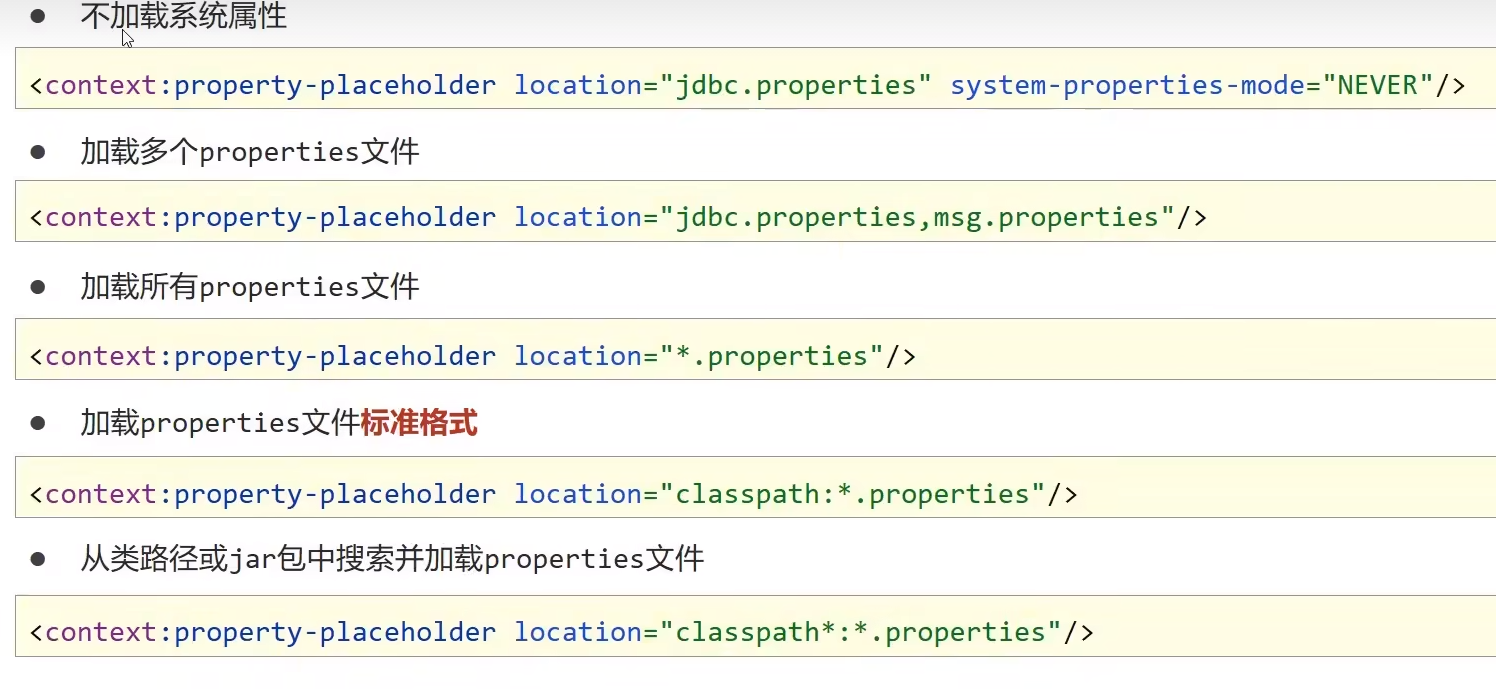 ● 不加载系统属性
<context:property-placeholder location="jdbc.properties" system-properties-mode="NEVER"/>
● 加载多个properties文件
<context:property-placeholder location="jdbc.properties,msg.properties"/>
● 加载所有properties文件
<context:property-placeholder location="*.properties"/>
● 加载properties文件标准格式
<context:property-placeholder location="classpath:*.properties"/>
● 从类路径或jar包中搜索并加载properties文件
<context:property-placeholder location="classpath*:*.properties"/>